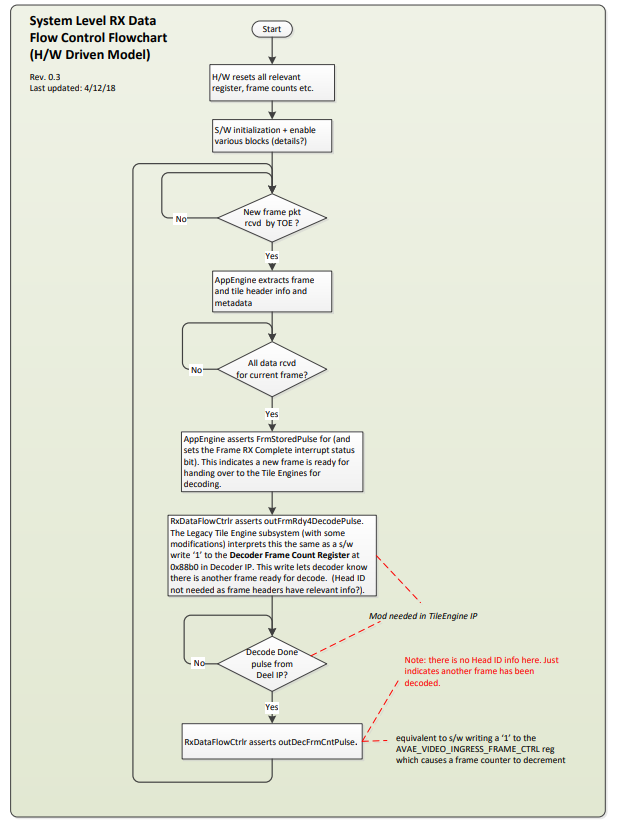 System Level RX Data
Flow Control Flowchart
(H/W Driven Model)
Rev. 0.3
Last updated: 4/12/18
Start
H/W resets all relevant
register, frame counts etc.
S/W initialization + enable
various blocks (details?)
New frame pkt
rcvd by TOE ?
No
Yes
AppEngine extracts frame
and tile header info and
metadata
All data rcvd
for current frame?
No
Yes
AppEngine asserts FrmStoredPulse for (and
sets the Frame RX Complete interrupt status
bit). This indicates a new frame is ready for
handing over to the Tile Engines for
decoding.
RxDataFlowCtrlr asserts outFrmRdy4DecodePulse.
The Legacy Tile Engine subsystem (with some
modifications) interprets this the same as a s/w
write ‘1’ to the Decoder Frame Count Register at
0x88b0 in Decoder IP. This write lets decoder know
there is another frame ready for decode. (Head ID
not needed as frame headers have relevant info?).
Mod needed in TileEngine IP
Decode Done
pulse from
Deel IP?
No
Yes
Note: there is no Head ID info here. Just
indicates another frame has been
decoded.
RxDataFlowCtrlr asserts outDecFrmCntPulse.
equivalent to s/w writing a ‘1’ to the
AVAE_VIDEO_INGRESS_FRAME_CTRL reg
which causes a frame counter to decrement